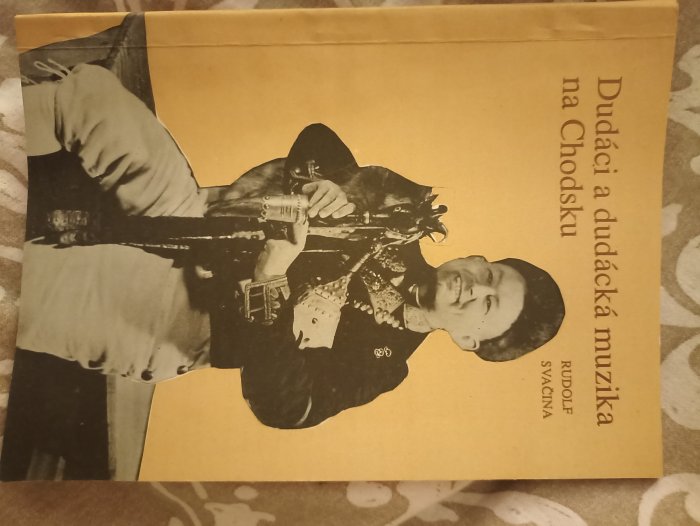 Dudáci a dudácká muzika
na Chodsku
RUDOLF
SVAČINA